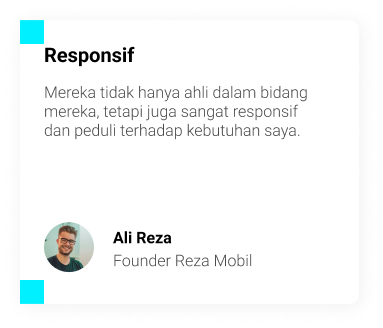 Responsif
Mereka tidak hanya ahli dalam bidang
mereka, tetapi juga sangat responsif
dan peduli terhadap kebutuhan saya.
Ali Reza
Founder Reza Mobil